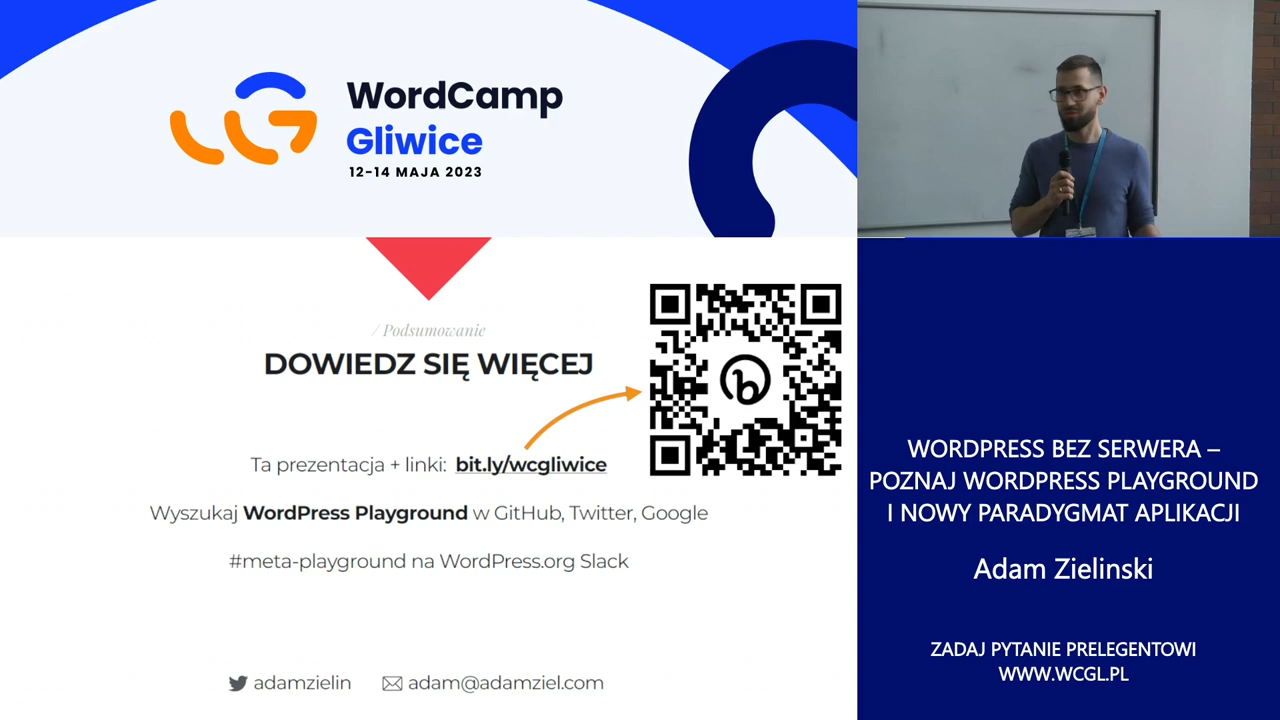 WordCamp
Gliwice
12-14 MAJA 2023
/ Podsumowanie
DOWIEDZ SIĘ WIĘCEJ
Ta prezentacja + linki: bit.ly/wcgliwice
Wyszukaj WordPress Playground w GitHub, Twitter, Google
#meta-playground na WordPress.org Slack
adamzielin
adam@adamziel.com
WORDPRESS BEZ SERWERA –
POZNAJ WORDPRESS PLAYGROUND
I NOWY PARADYGMAT APLIKACJI
Adam Zielinski
ZADAJ PYTANIE PRELEGENTOWI
WWW.WCGL.PL